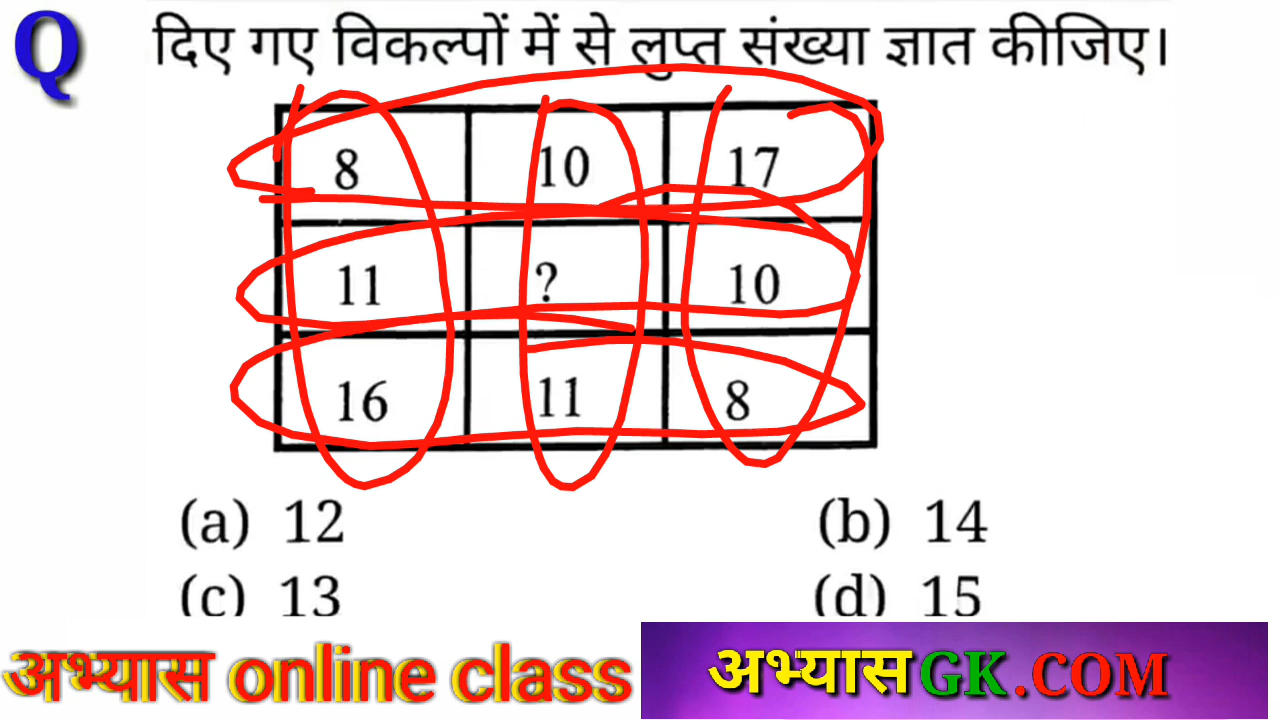 Q दिए गए विकल्पों में से लुप्त संख्या ज्ञात कीजिए।
8 10 17
11 ? 10
16 11 8
(a) 12 (b) 14
(c) 13 (d) 15
अभ्यास online class अभ्यास GK.COM